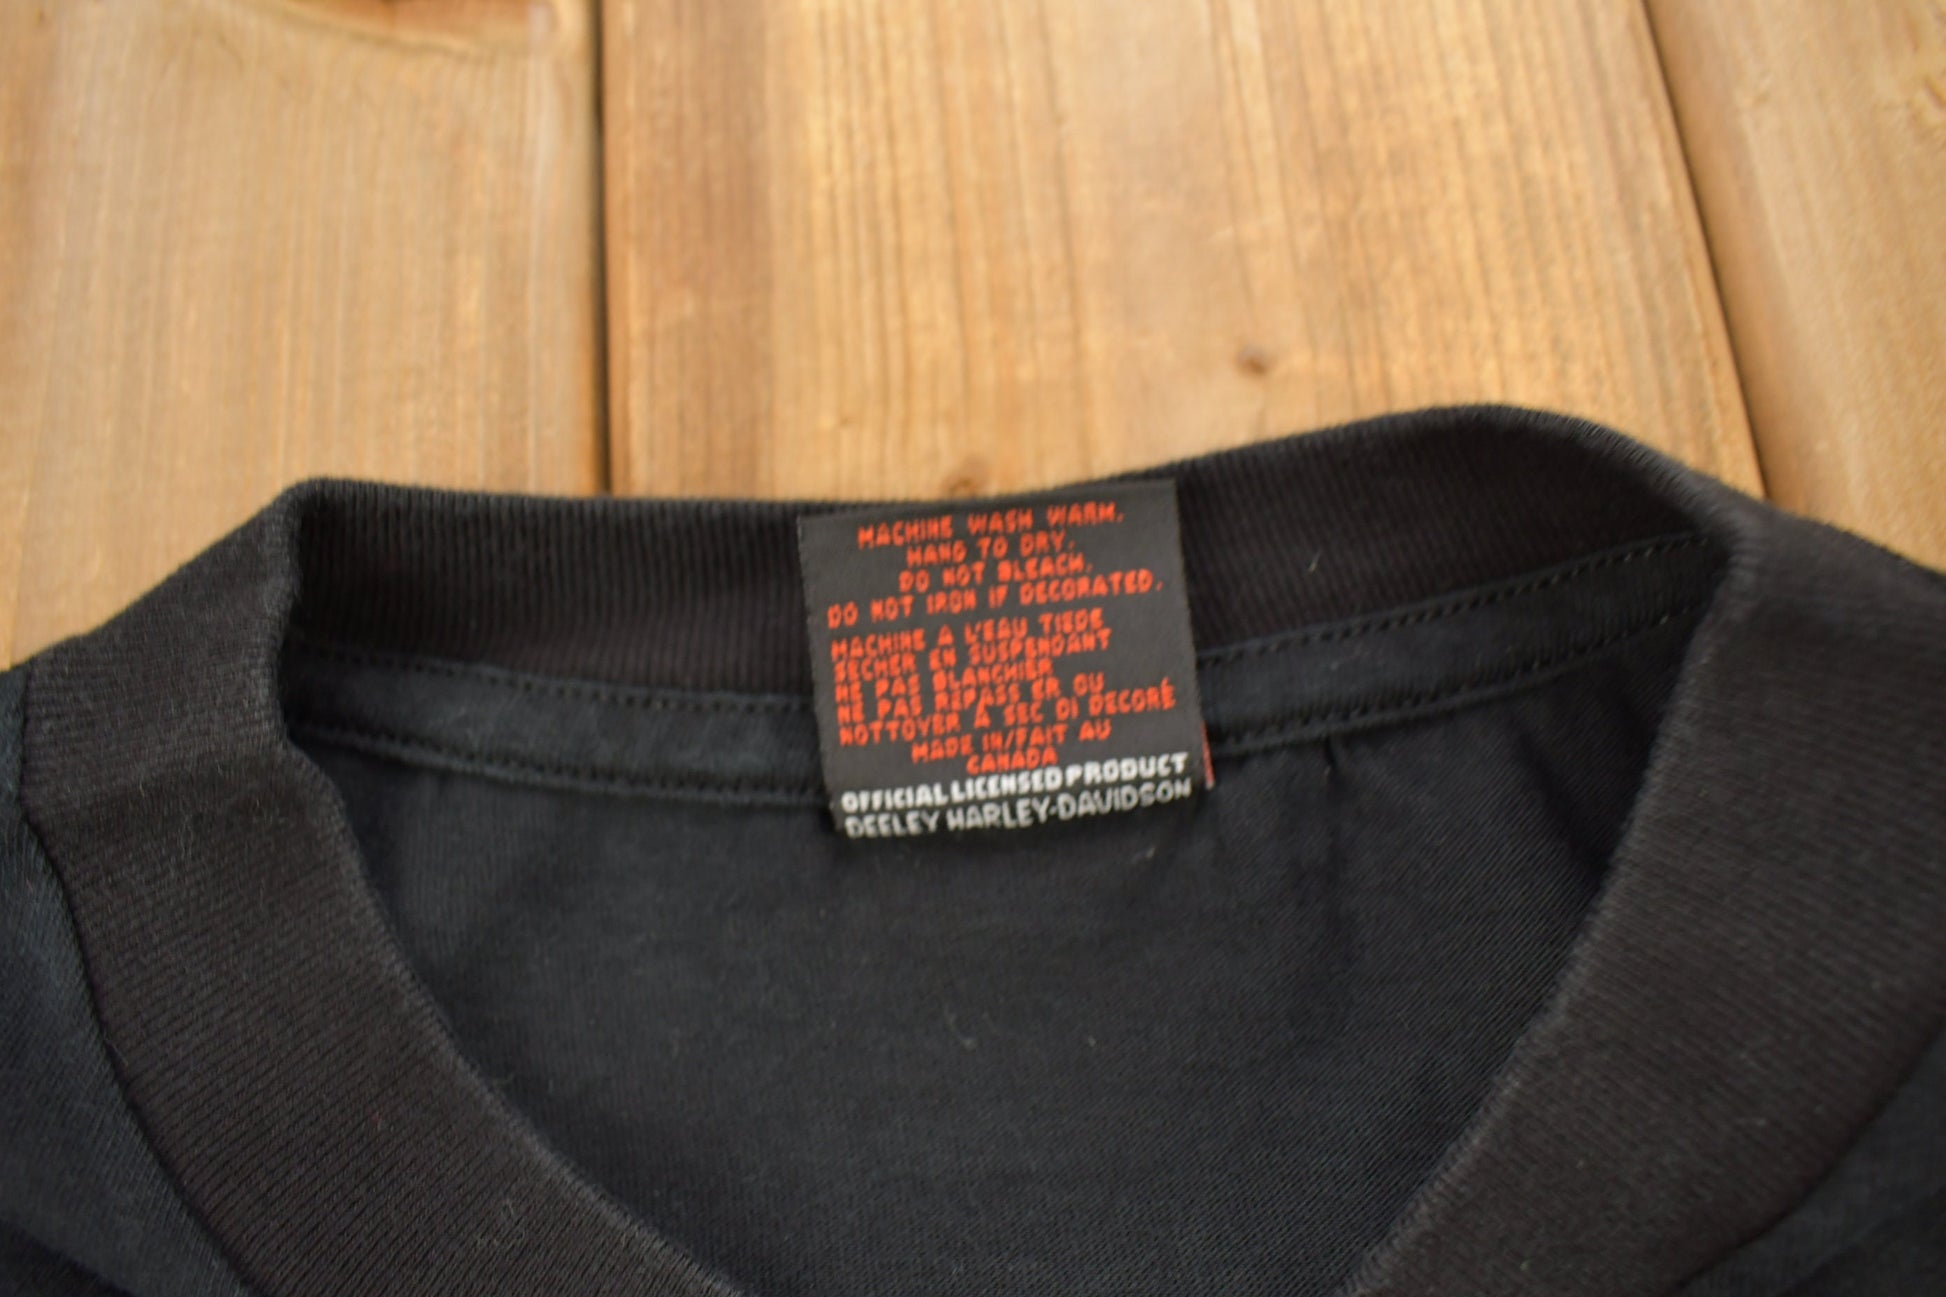 MACHINE WASH WARM.
HANG TO DRY.
DO NOT BLEACH.
DO NOT IRON IF DECORATED.
MACHINE A L'EAU TIEDE
SECHER EN SUSPENDANT
NE PAS BLANCHIER
NE PAS REPASS ER OU
NOTTOYER A SEC DI DECORÉ
MADE IN/FAIT AU
CANADA
OFFICIAL LICENSED PRODUCT
DEELEY HARLEY-DAVIDSON